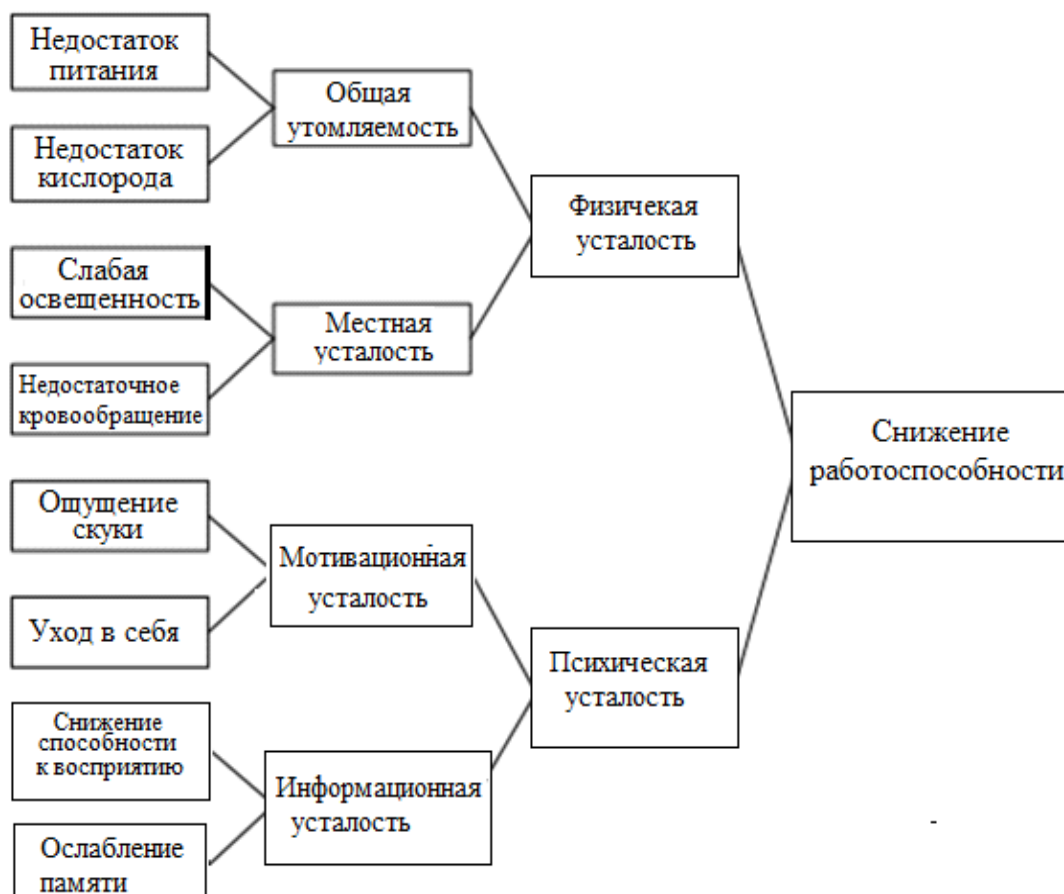 Недостаток
питания
Недостаток
кислорода
Слабая
освещенность
Недостаточное
кровообращение
Ощущение
скуки
Уход в себя
Снижение
способности
к восприятию
Ослабление
памяти
Общая
утомляемость
Местная
усталость
Мотивационная
усталость
Информационная
усталость
Физичекая
усталость
Психическая
усталость
Снижение
работоспособности